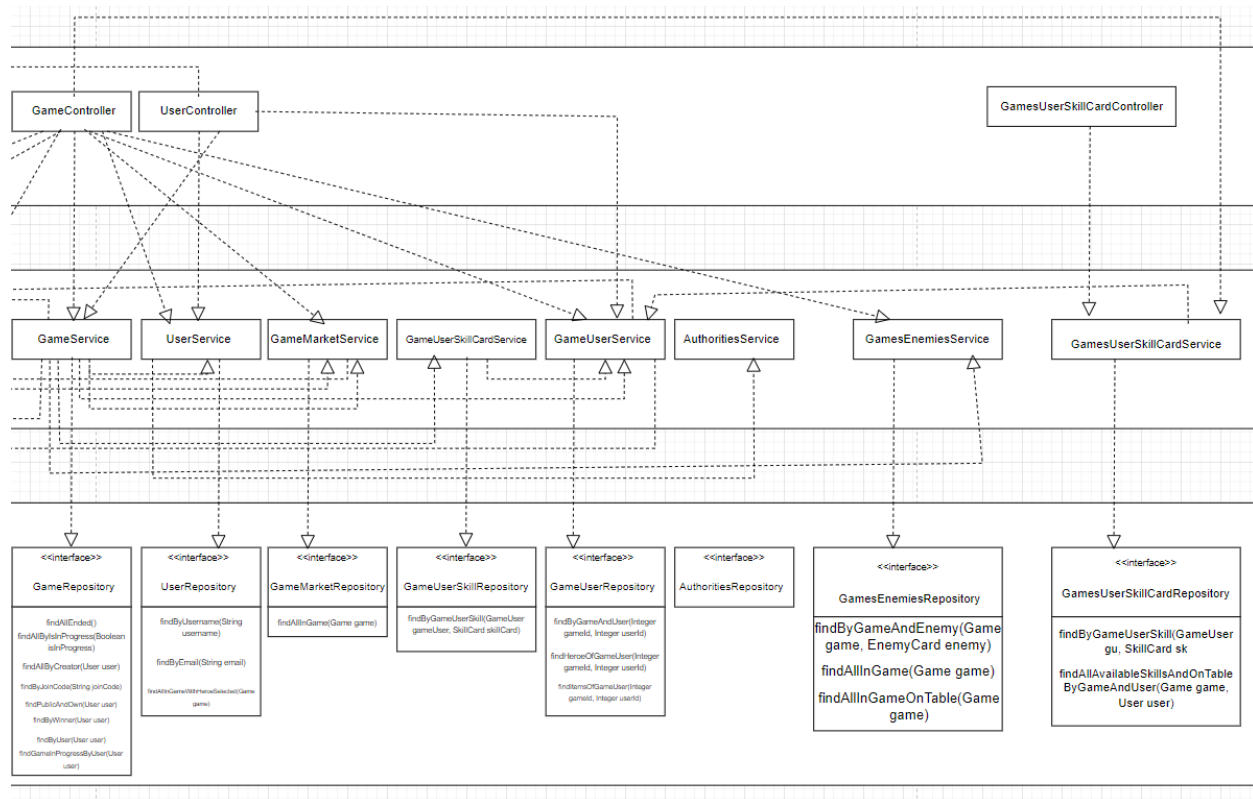 GameController
UserController
GamesUserSkillCardController
GameService
UserService
GameMarketService
GameUserSkillCardService
GameUserService
AuthoritiesService
GamesEnemiesService
GamesUserSkillCardService
<<interface>>
GameRepository
findAllEnded()
findAllByIsInProgress(Boolean
isInProgress)
findAllByCreator(User user)
findByJoinCode(String joinCode)
findPublicAndOwn(User user)
findByWinner(User user)
findByUser(User user)
findGameInProgressByUser(User
user)
<<interface>>
UserRepository
findByUsername(String
username)
findByEmail(String email)
findAllInGameWithHeroeSelected(Game
game)
<<interface>>
GameMarketRepository
findAllInGame(Game game)
<<interface>>
GameUserSkillRepository
findByGameUserSkill(GameUser
gameUser, SkillCard skillCard)
<<interface>>
GameUserRepository
findByGameAndUser(Integer
gameId, Integer userId)
findHeroeOfGameUser(Integer
gameId, Integer userId)
findItemsOfGameUser(Integer
gameId, Integer userId)
<<interface>>
AuthoritiesRepository
<<interface>>
GamesEnemiesRepository
findByGameAndEnemy(Game
game, EnemyCard enemy)
findAllInGame(Game game)
findAllInGameOnTable(Game
game)
<<interface>>
GamesUserSkillCardRepository
findByGameUserSkill(GameUser
gu, SkillCard sk
findAllAvailableSkillsAndOnTable
ByGameAndUser(Game game,
User user)